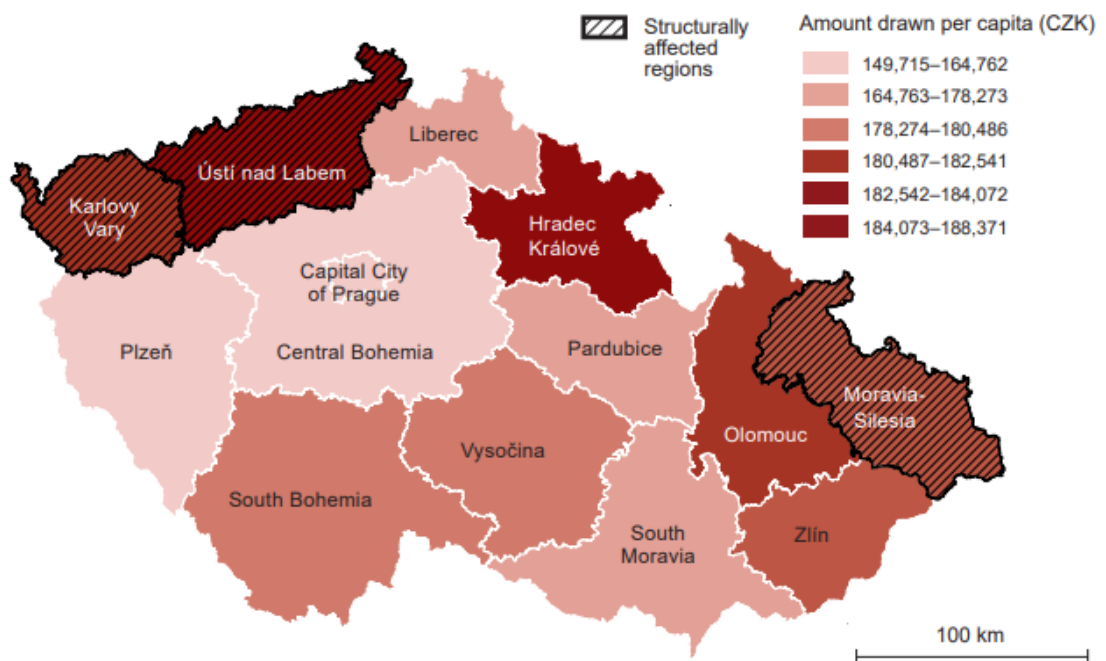 Structurally
affected
regions
Amount drawn per capita (CZK)
149,715–164,762
164,763–178,273
178,274–180,486
180,487–182,541
182,542–184,072
184,073–188,371
Liberec
Ústí nad Labem
Karlovy
Vary
Hradec
Králové
Capital City
of Prague
Plzeň
Central Bohemia
Pardubice
Moravia-
Silesia
Olomouc
Vysočina
South Bohemia
South
Moravia
Zlín
100 km